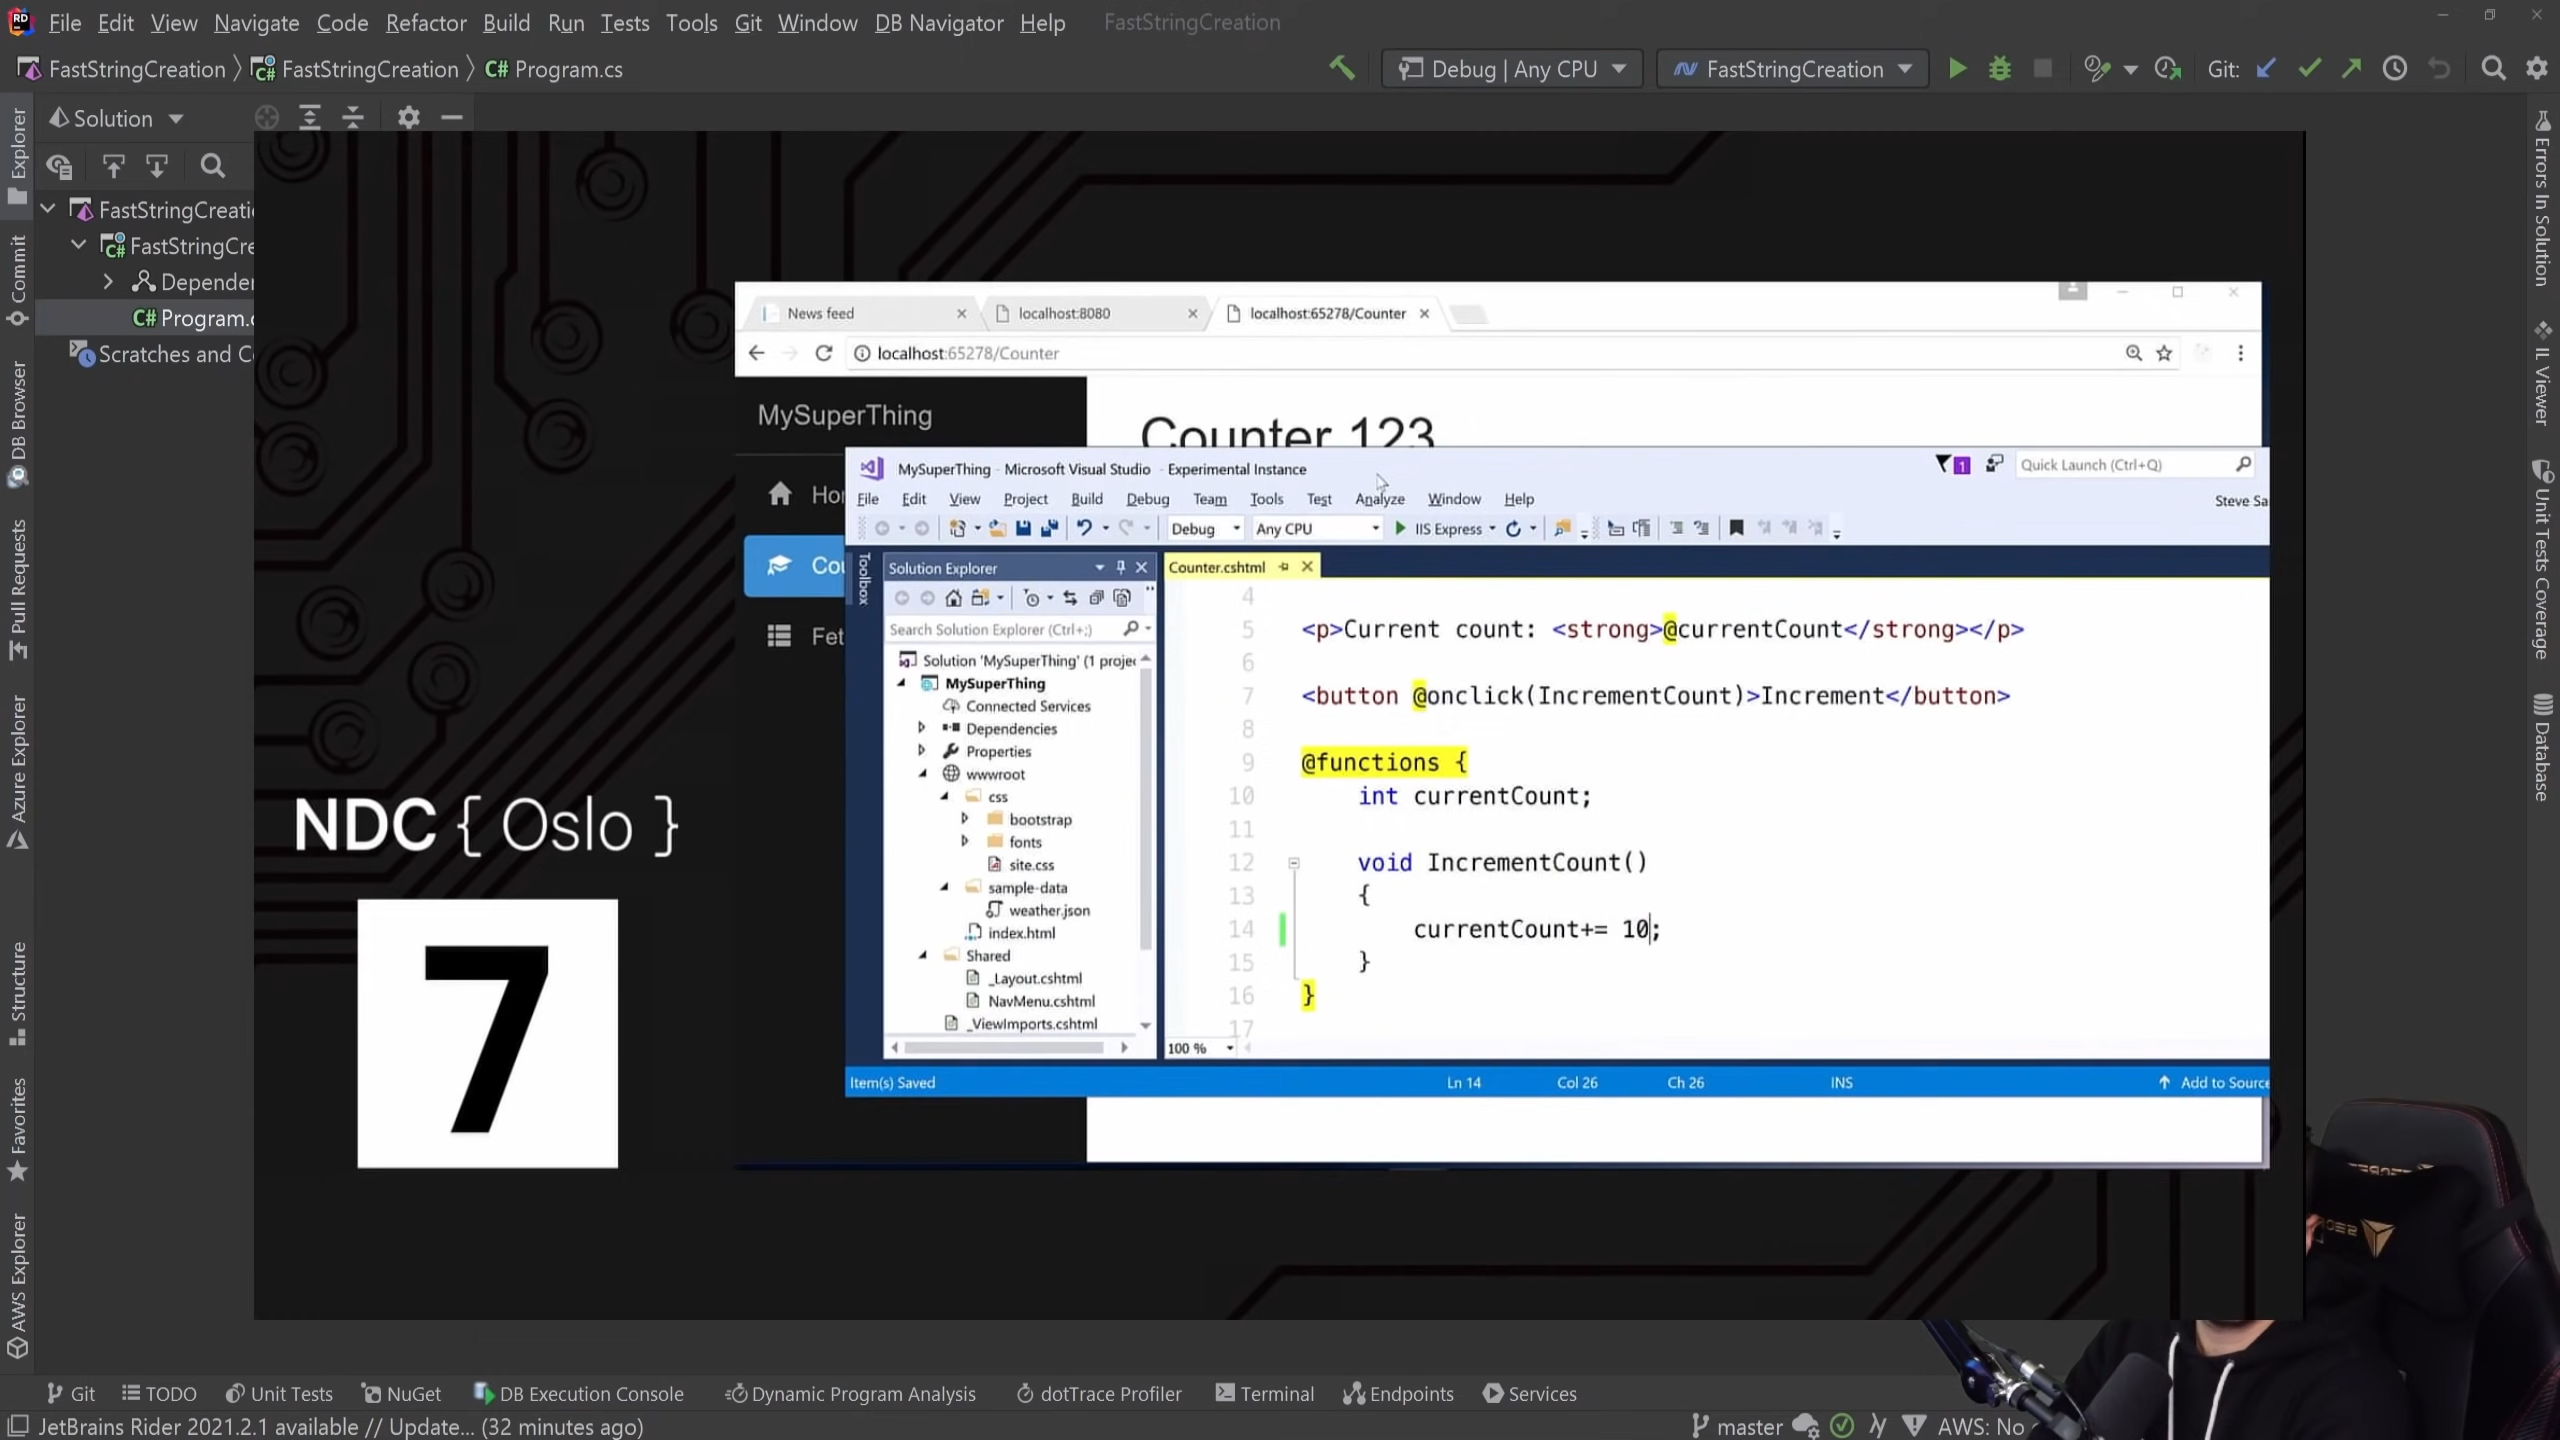 File Edit View Navigate Code Refactor Build Run Tests Tools Git Window DB Navigator Help FastStringCreation
FastStringCreation FastStringCreation C# Program.cs
Debug | Any CPU FastStringCreation Git:
Solution
Explorer
Commit
DB Browser
Pull Requests
Azure Explorer
Structure
Favorites
AWS Explorer
FastStringCreati
FastStringCre
Depender
C# Program.c
Scratches and C
NDC { Oslo }
7
News feed localhost:8080 localhost:65278/Counter
localhost:65278/Counter
MySuperThing
Counter 123
Ho
Cou
Fet
MySuperThing - Microsoft Visual Studio - Experimental Instance
1 Quick Launch (Ctrl+Q)
File Edit View Project Build Debug Team Tools Test Analyze Window Help
Steve Sa
Debug Any CPU IIS Express
Toolbox
Solution Explorer
Search Solution Explorer (Ctrl+;)
Solution 'MySuperThing' (1 projec
MySuperThing
Connected Services
Dependencies
Properties
wwwroot
css
bootstrap
fonts
site.css
sample-data
weather.json
index.html
Shared
_Layout.cshtml
NavMenu.cshtml
_ViewImports.cshtml
Counter.cshtml
4
5 <p>Current count: <strong>@currentCount</strong></p>
6
7 <button @onclick(IncrementCount)>Increment</button>
8
9 @functions {
10 int currentCount;
11
12 void IncrementCount()
13 {
14 currentCount+= 10;
15 }
16 }
17
100 %
Item(s) Saved Ln 14 Col 26 Ch 26 INS Add to Source
Errors In Solution
IL Viewer
Unit Tests Coverage
Database
Git TODO Unit Tests NuGet DB Execution Console Dynamic Program Analysis dotTrace Profiler Terminal Endpoints Services
JetBrains Rider 2021.2.1 available // Update... (32 minutes ago)
master AWS: No